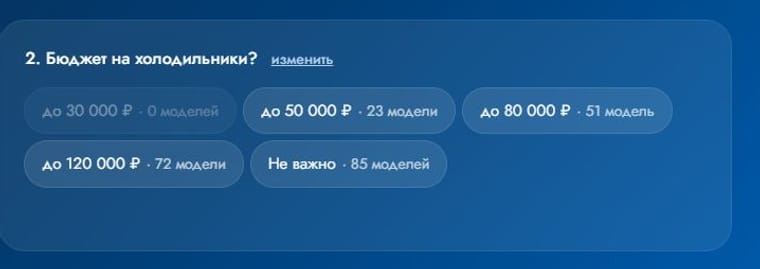 2. Бюджет на холодильники? изменить
до 30 000 ₽ · 0 моделей до 50 000 ₽ · 23 модели до 80 000 ₽ · 51 модель
до 120 000 ₽ · 72 модели Не важно · 85 моделей